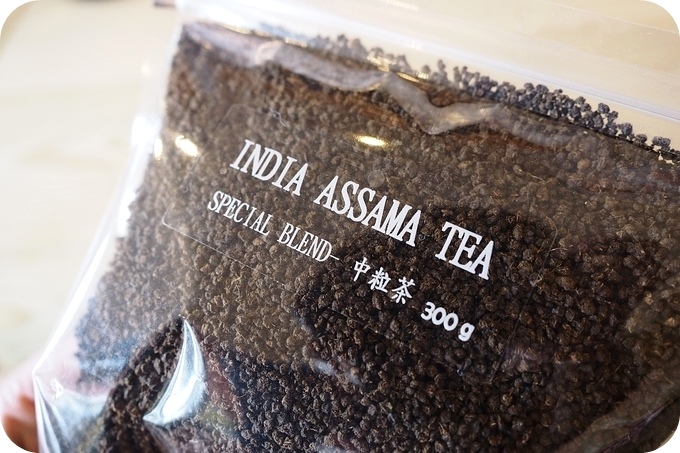 INDIA ASSAMA TEA
SPECIAL BLEND- 中粒茶 300g